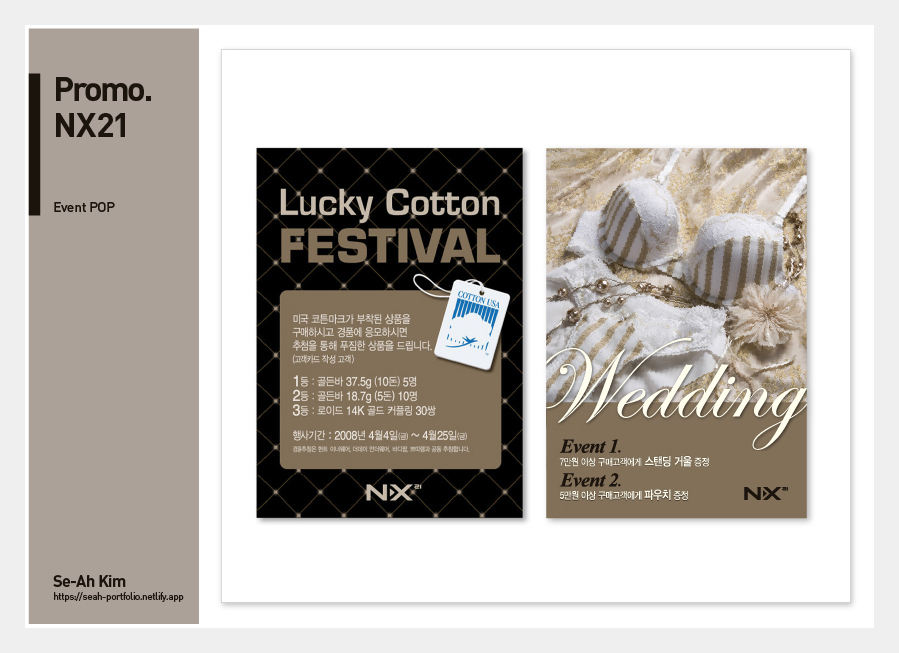 Promo.
NX21
Event POP
Se-Ah Kim
https://seah-portfolio.netlify.app
Lucky Cotton
FESTIVAL
COTTON USA
미국 코튼마크가 부착된 상품을
구매하시고 경품에 응모하시면
추첨을 통해 푸짐한 상품을 드립니다.
(고객카드 작성 고객)
1등 : 골든바 37.5g (10돈) 5명
2등 : 골든바 18.7g (5돈) 10명
3등 : 로이드 14K 골드 커플링 30쌍
행사기간 : 2008년 4월4일(금) ~ 4월25일(금)
NX 21
Wedding
Event 1.
7만원 이상 구매고객에게 스탠딩 거울 증정
Event 2.
5만원 이상 구매고객에게 파우치 증정
NX 21